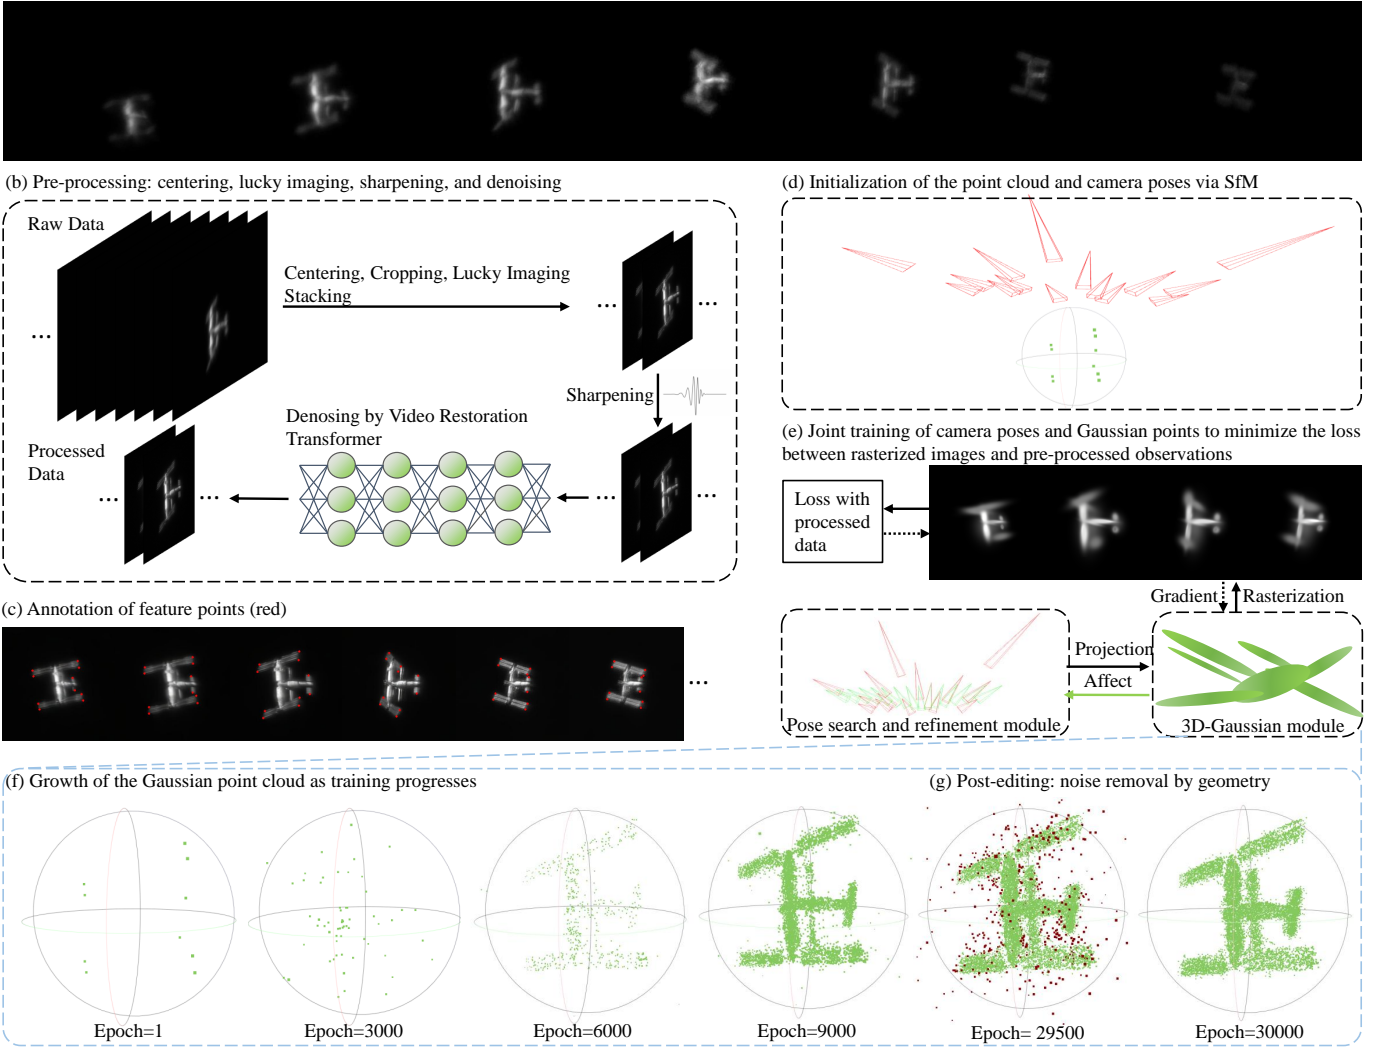 (b) Pre-processing: centering, lucky imaging, sharpening, and denoising
Raw Data
Centering, Cropping, Lucky Imaging
Stacking
...
...
...
Sharpening
Denosing by Video Restoration
Transformer
Processed
Data
...
...
...
...
(c) Annotation of feature points (red)
...
(d) Initialization of the point cloud and camera poses via SfM
(e) Joint training of camera poses and Gaussian points to minimize the loss
between rasterized images and pre-processed observations
Loss with
processed
data
Gradient
Rasterization
Projection
Affect
Pose search and refinement module
3D-Gaussian module
(f) Growth of the Gaussian point cloud as training progresses
(g) Post-editing: noise removal by geometry
Epoch=1
Epoch=3000
Epoch=6000
Epoch=9000
Epoch= 29500
Epoch=30000